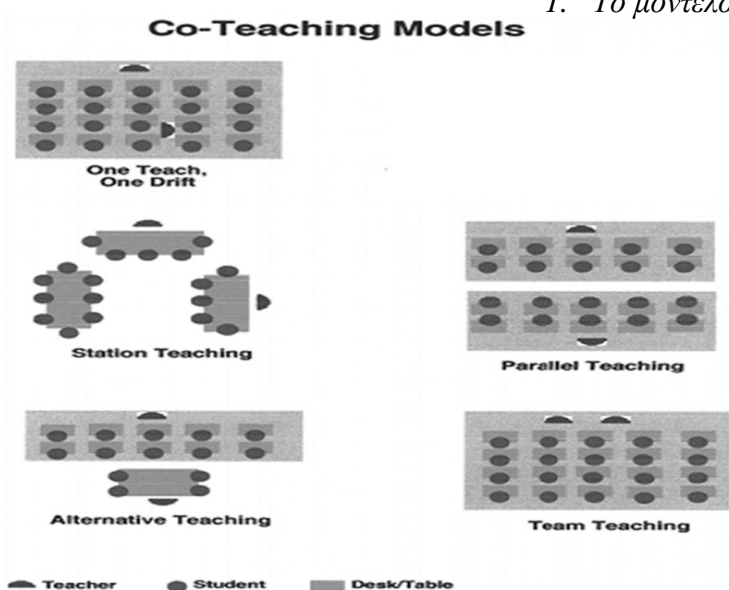 1. Το μοντέλο
Co-Teaching Models
One Teach,
One Drift
Station Teaching
Parallel Teaching
Alternative Teaching
Team Teaching
Teacher Student Desk/Table